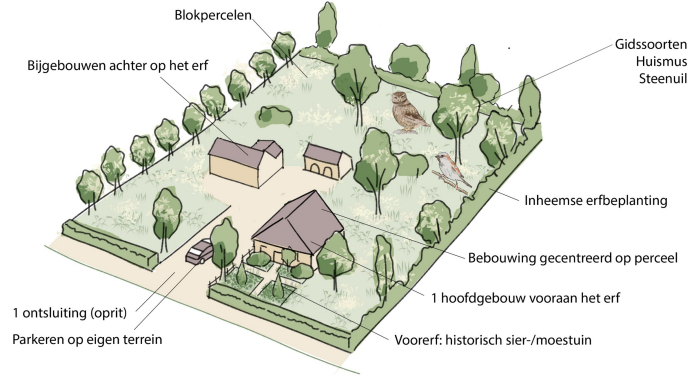 Blokpercelen
Gidssoorten
Huismus
Steenuil
Bijgebouwen achter op het erf
Inheemse erfbeplanting
Bebouwing gecentreerd op perceel
1 hoofdgebouw vooraan het erf
1 ontsluiting (oprit)
Parkeren op eigen terrein
Voorerf: historisch sier-/moestuin